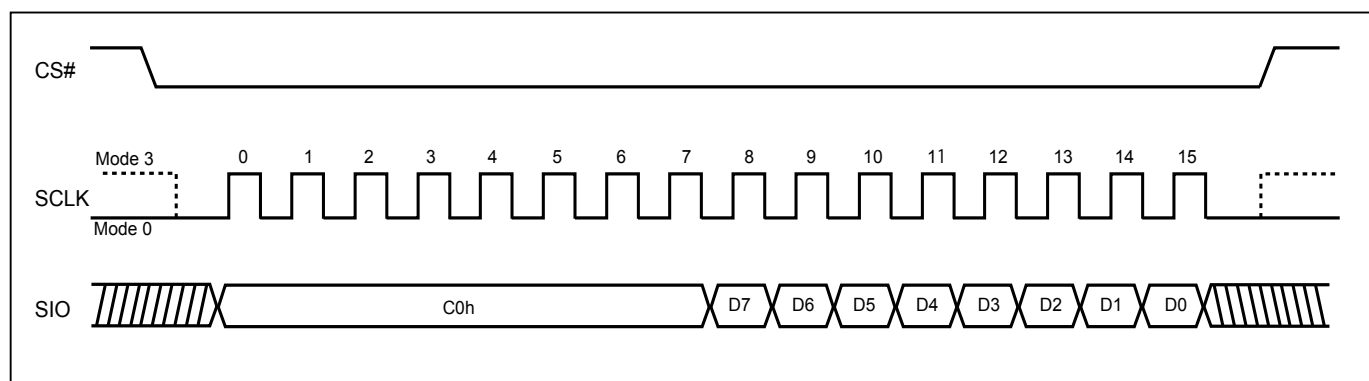 CS#
Mode 3 0 1 2 3 4 5 6 7 8 9 10 11 12 13 14 15
SCLK
Mode 0
SIO C0h D7 D6 D5 D4 D3 D2 D1 D0